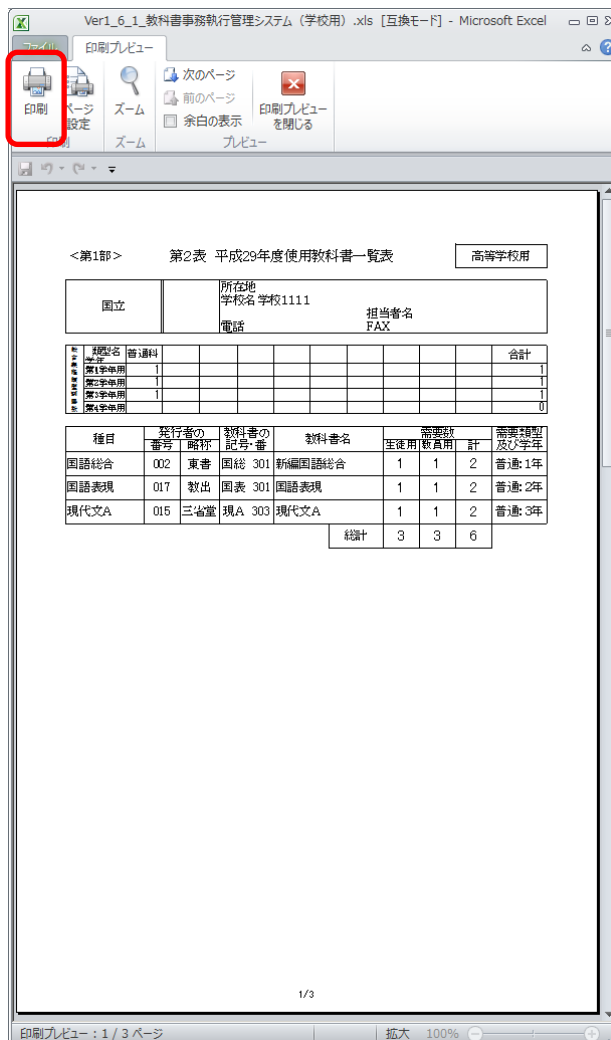 Ver1_6_1_教科書事務執行管理システム（学校用）.xls [互換モード] - Microsoft Excel
ファイル 印刷プレビュー
印刷 ページ設定 ズーム 次のページ 前のページ 余白の表示 印刷プレビューを閉じる
印刷 ズーム プレビュー
<第1部> 第2表 平成29年度使用教科書一覧表 高等学校用
国立 所在地
学校名 学校1111
担当者名
電話 FAX
類型名 学年 普通科 合計
第1学年用 1 1
第2学年用 1 1
第3学年用 1 1
第4学年用 0
種目 発行者の 教科書の 教科書名 需要数 需要類型
番号 略称 記号・番 生徒用 教員用 計 及び学年
国語総合 002 東書 国総 301 新編国語総合 1 1 2 普通:1年
国語表現 017 教出 国表 301 国語表現 1 1 2 普通:2年
現代文A 015 三省堂 現A 303 現代文A 1 1 2 普通:3年
総計 3 3 6
1/3
印刷プレビュー：1 / 3 ページ 拡大 100%